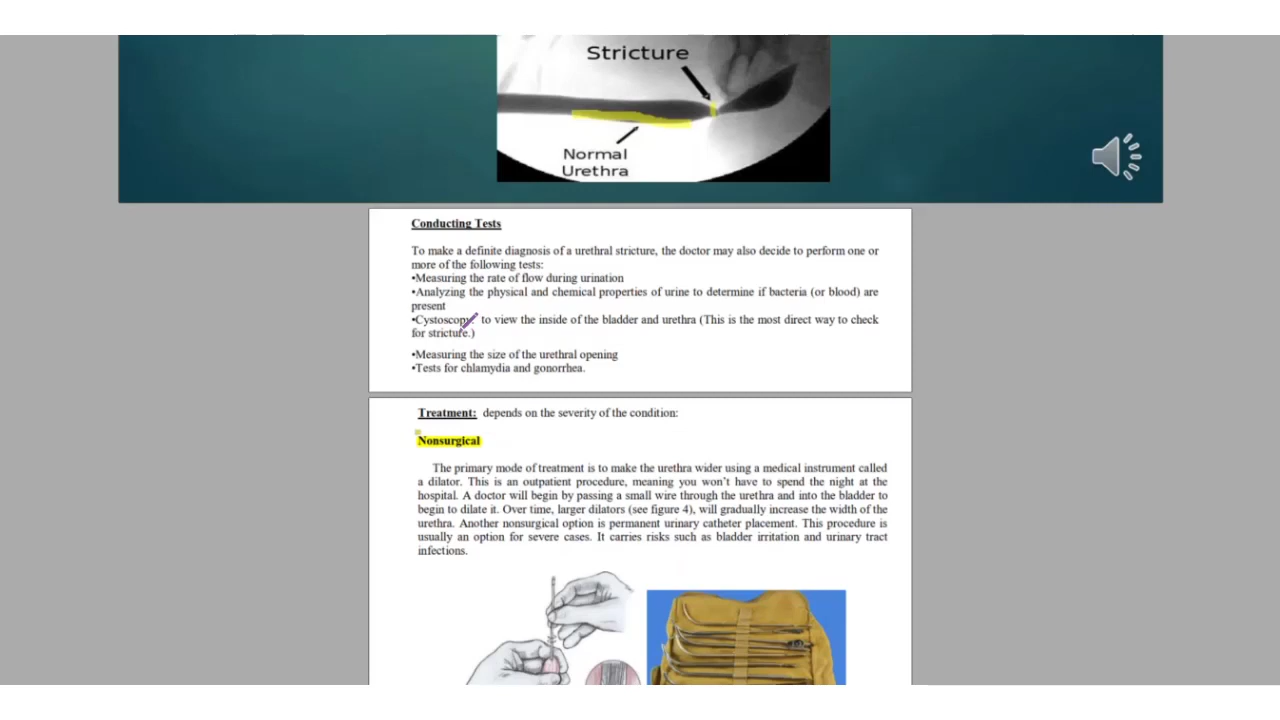 Stricture
Normal
Urethra
Conducting Tests
To make a definite diagnosis of a urethral stricture, the doctor may also decide to perform one or
more of the following tests:
•Measuring the rate of flow during urination
•Analyzing the physical and chemical properties of urine to determine if bacteria (or blood) are
present
•Cystoscopy: to view the inside of the bladder and urethra (This is the most direct way to check
for stricture.)
•Measuring the size of the urethral opening
•Tests for chlamydia and gonorrhea.
Treatment: depends on the severity of the condition:
Nonsurgical
The primary mode of treatment is to make the urethra wider using a medical instrument called
a dilator. This is an outpatient procedure, meaning you won't have to spend the night at the
hospital. A doctor will begin by passing a small wire through the urethra and into the bladder to
begin to dilate it. Over time, larger dilators (see figure 4), will gradually increase the width of the
urethra. Another nonsurgical option is permanent urinary catheter placement. This procedure is
usually an option for severe cases. It carries risks such as bladder irritation and urinary tract
infections.